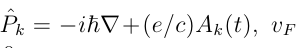 $\hat{P}_k = -i\hbar\nabla + (e/c)A_k(t), \ v_F$